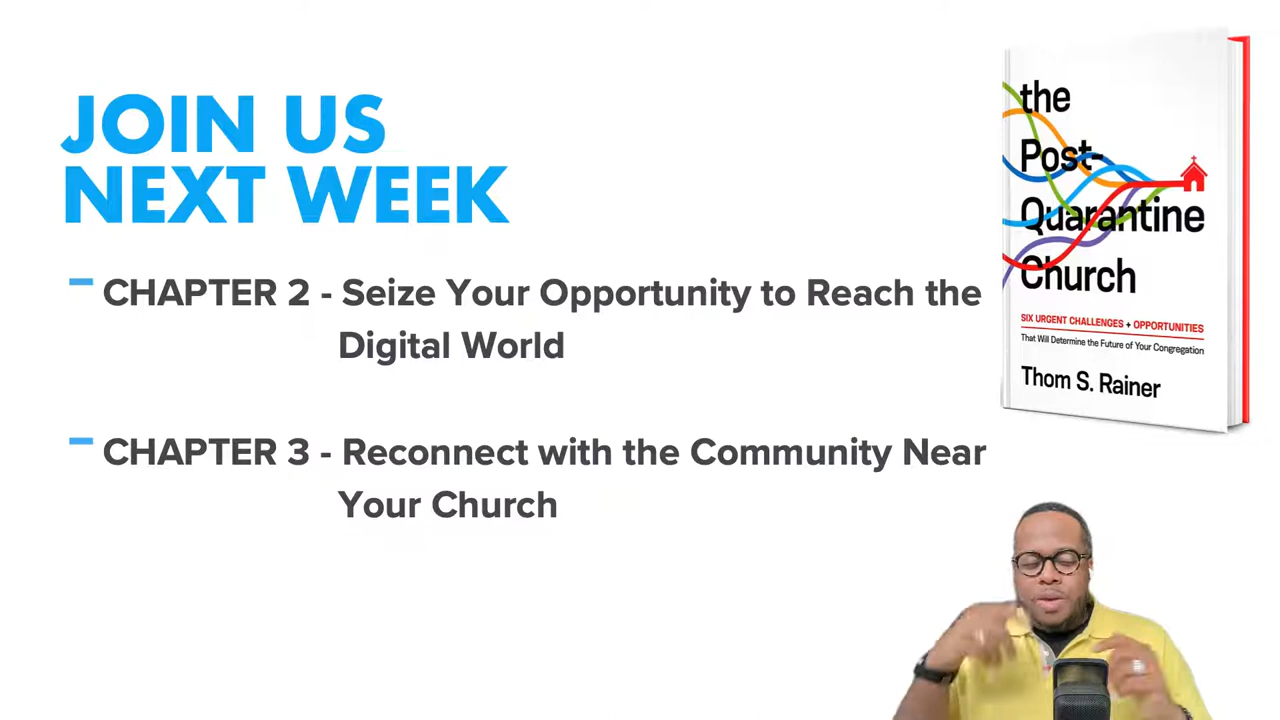 JOIN US
NEXT WEEK
CHAPTER 2 - Seize Your Opportunity to Reach the
Digital World
CHAPTER 3 - Reconnect with the Community Near
Your Church
the
Post-
Quarantine
Church
SIX URGENT CHALLENGES + OPPORTUNITIES
That Will Determine the Future of Your Congregation
Thom S. Rainer